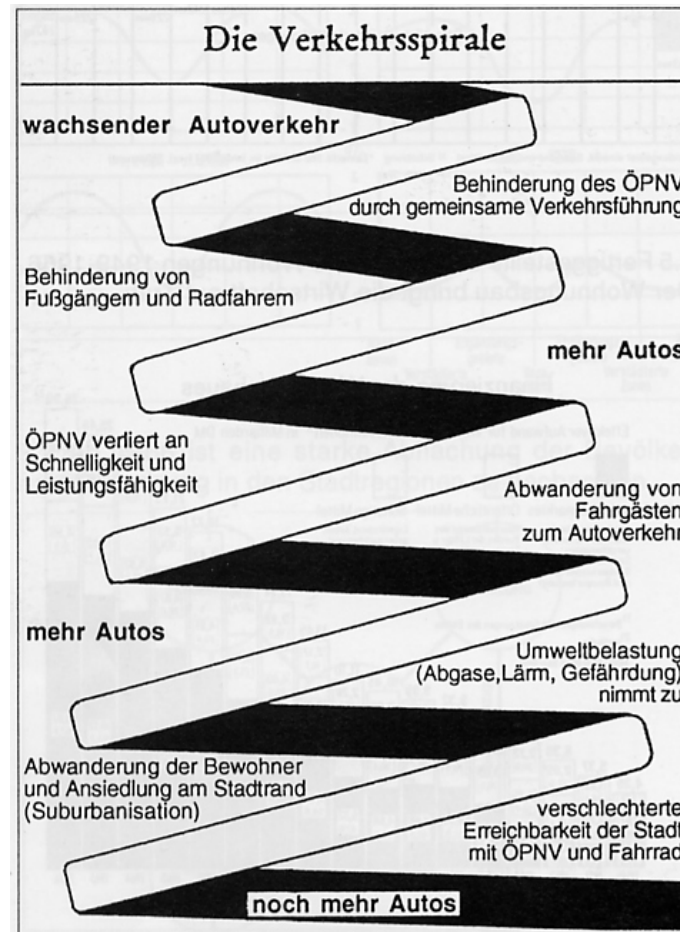 Die Verkehrsspirale
wachsender Autoverkehr
Behinderung des ÖPNV
durch gemeinsame Verkehrsführung
Behinderung von
Fußgängern und Radfahrern
mehr Autos
ÖPNV verliert an
Schnelligkeit und
Leistungsfähigkeit
Abwanderung von
Fahrgästen
zum Autoverkehr
mehr Autos
Umweltbelastung
(Abgase,Lärm, Gefährdung)
nimmt zu
Abwanderung der Bewohner
und Ansiedlung am Stadtrand
(Suburbanisation)
verschlechterte
Erreichbarkeit der Stadt
mit ÖPNV und Fahrrad
noch mehr Autos